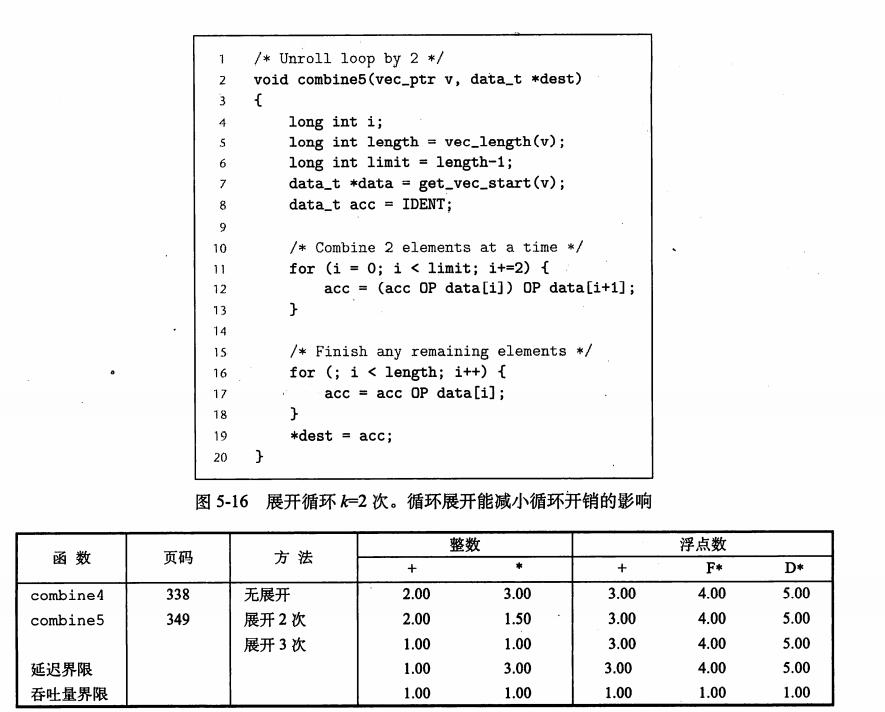 1 /* Unroll loop by 2 */
2 void combine5(vec_ptr v, data_t *dest)
3 {
4 long int i;
5 long int length = vec_length(v);
6 long int limit = length-1;
7 data_t *data = get_vec_start(v);
8 data_t acc = IDENT;
9
10 /* Combine 2 elements at a time */
11 for (i = 0; i < limit; i+=2) {
12 acc = (acc OP data[i]) OP data[i+1];
13 }
14
15 /* Finish any remaining elements */
16 for (; i < length; i++) {
17 acc = acc OP data[i];
18 }
19 *dest = acc;
20 }
图 5-16 展开循环 k=2 次。循环展开能减小循环开销的影响
函数 页码 方法 整数 浮点数
+ * + F* D*
combine4 338 无展开 2.00 3.00 3.00 4.00 5.00
combine5 349 展开 2 次 2.00 1.50 3.00 4.00 5.00
展开 3 次 1.00 1.00 3.00 4.00 5.00
延迟界限 1.00 3.00 3.00 4.00 5.00
吞吐量界限 1.00 1.00 1.00 1.00 1.00